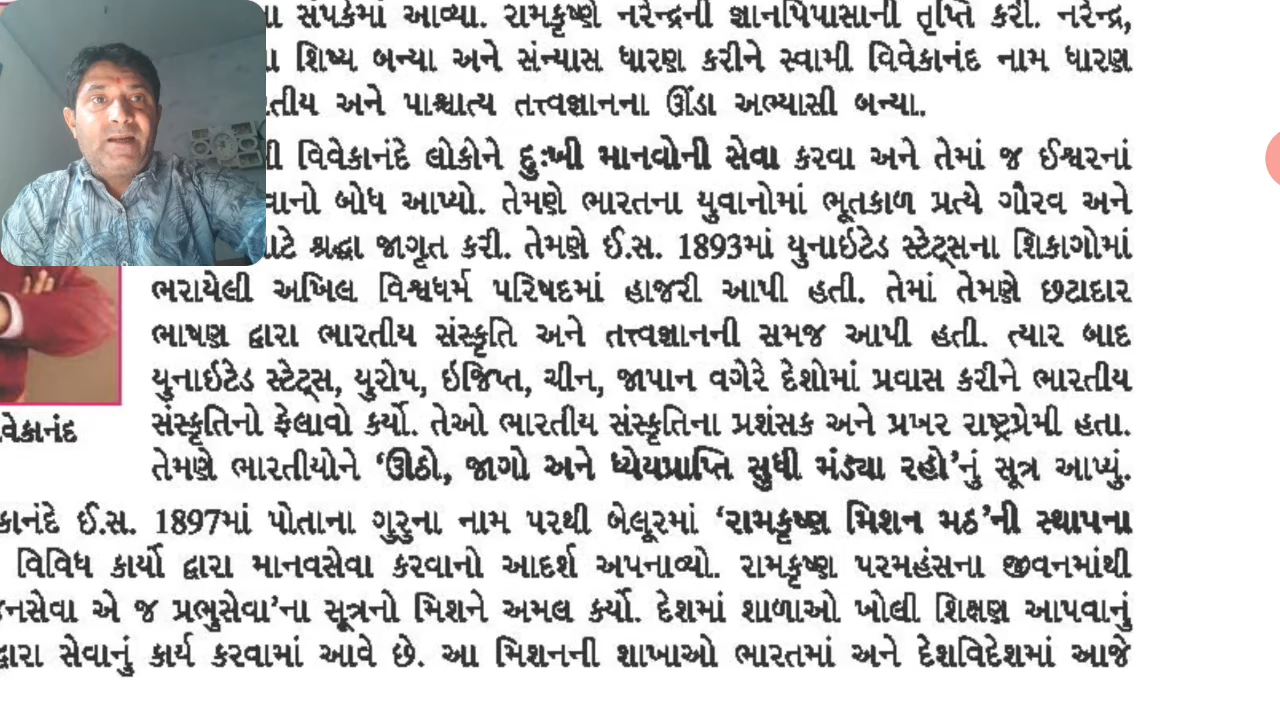 સંપર્કમાં આવ્યા. રામકૃષ્ણે નરેન્દ્રની જ્ઞાનપિપાસાની તૃપ્તિ કરી. નરેન્દ્ર,
શિષ્ય બન્યા અને સંન્યાસ ધારણ કરીને સ્વામી વિવેકાનંદ નામ ધારણ
અને પાશ્ચાત્ય તત્ત્વજ્ઞાનના ઊંડા અભ્યાસી બન્યા.
વિવેકાનંદે લોકોને દુઃખી માનવોની સેવા કરવા અને તેમાં જ ઈશ્વરનાં
બોધ આપ્યો. તેમણે ભારતના યુવાનોમાં ભૂતકાળ પ્રત્યે ગૌરવ અને
શ્રદ્ધા જાગૃત કરી. તેમણે ઈ.સ. 1893માં યુનાઇટેડ સ્ટેટ્સના શિકાગોમાં
ભરાયેલી અખિલ વિશ્વધર્મ પરિષદમાં હાજરી આપી હતી. તેમાં તેમણે છટાદાર
ભાષણ દ્વારા ભારતીય સંસ્કૃતિ અને તત્ત્વજ્ઞાનની સમજ આપી હતી. ત્યાર બાદ
યુનાઇટેડ સ્ટેટ્સ, યુરોપ, ઇજિપ્ત, ચીન, જાપાન વગેરે દેશોમાં પ્રવાસ કરીને ભારતીય
સંસ્કૃતિનો ફેલાવો કર્યો. તેઓ ભારતીય સંસ્કૃતિના પ્રશંસક અને પ્રખર રાષ્ટ્રપ્રેમી હતા.
તેમણે ભારતીયોને ‘ઊઠો, જાગો અને ધ્યેયપ્રાપ્તિ સુધી મંડ્યા રહો’નું સૂત્ર આપ્યું.
ઈ.સ. 1897માં પોતાના ગુરુના નામ પરથી બેલૂરમાં ‘રામકૃષ્ણ મિશન મઠ’ની સ્થાપના
વિવિધ કાર્યો દ્વારા માનવસેવા કરવાનો આદર્શ અપનાવ્યો. રામકૃષ્ણ પરમહંસના જીવનમાંથી
એ જ પ્રભુસેવા’ના સૂત્રનો મિશને અમલ કર્યો. દેશમાં શાળાઓ ખોલી શિક્ષણ આપવાનું
સેવાનું કાર્ય કરવામાં આવે છે. આ મિશનની શાખાઓ ભારતમાં અને દેશવિદેશમાં આજે